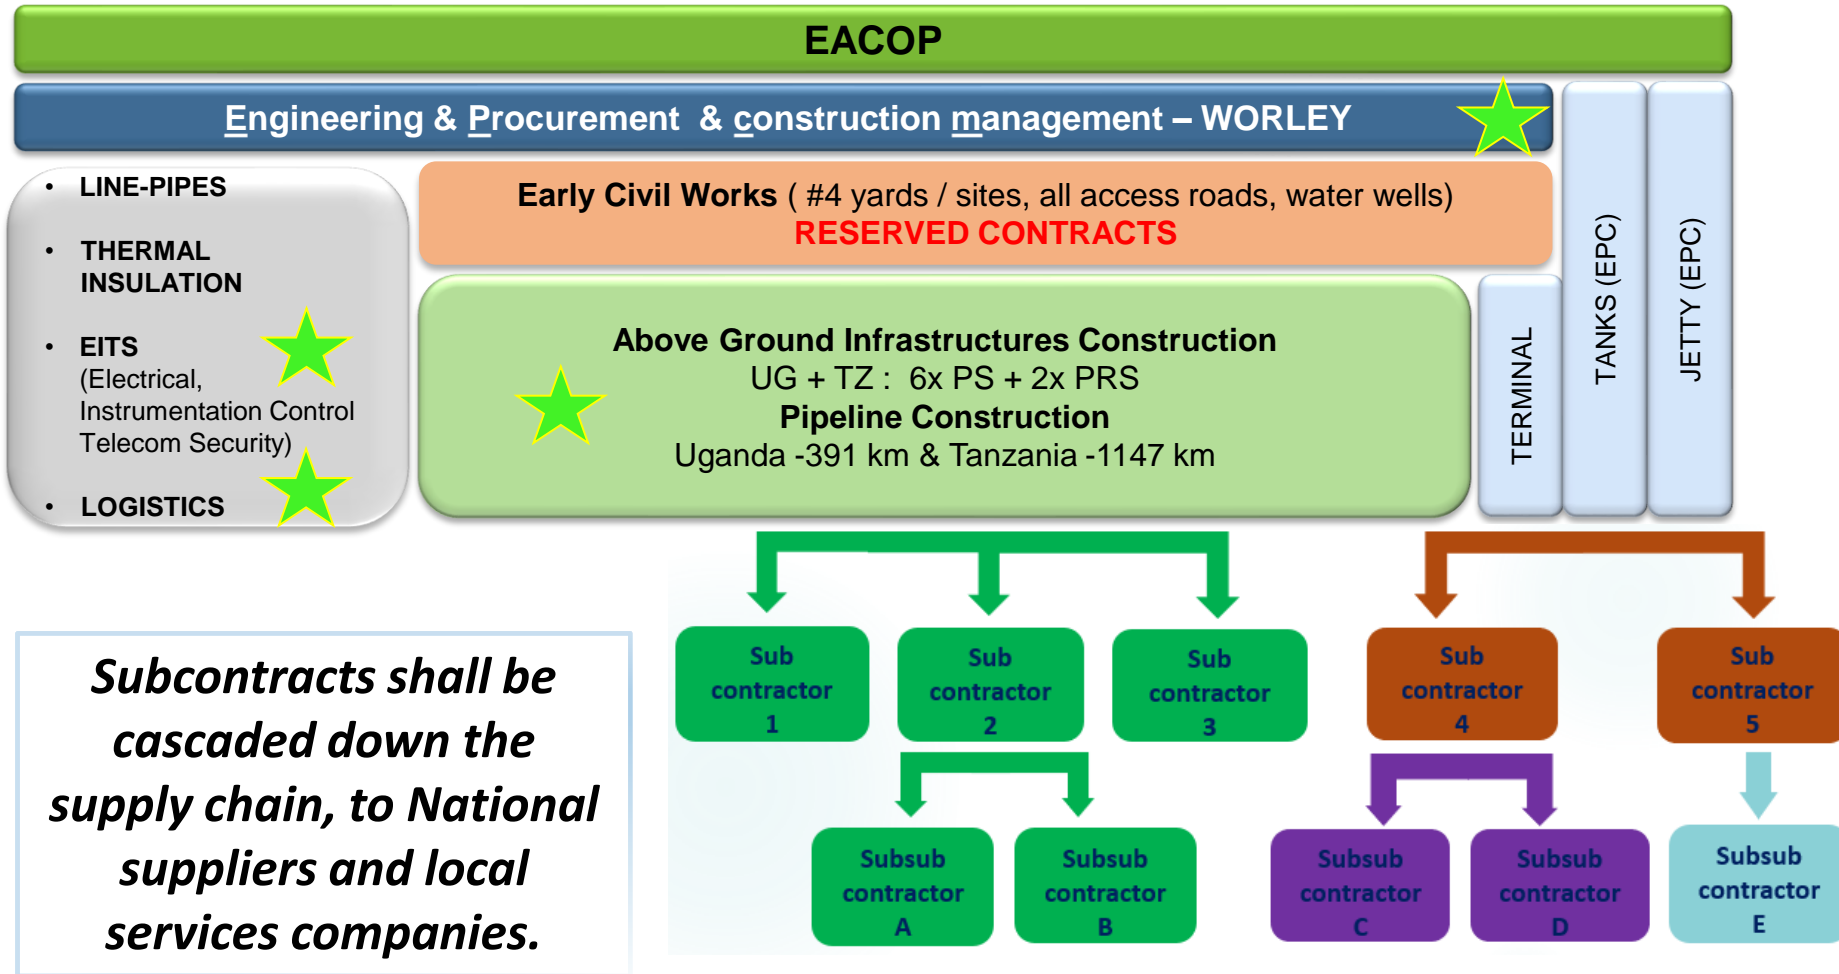 EACOP
Engineering & Procurement & construction management – WORLEY
• LINE-PIPES
• THERMAL
INSULATION
• EITS
(Electrical,
Instrumentation Control
Telecom Security)
• LOGISTICS
Early Civil Works ( #4 yards / sites, all access roads, water wells)
RESERVED CONTRACTS
Above Ground Infrastructures Construction
UG + TZ : 6x PS + 2x PRS
Pipeline Construction
Uganda -391 km & Tanzania -1147 km
TERMINAL
TANKS (EPC)
JETTY (EPC)
Subcontracts shall be
cascaded down the
supply chain, to National
suppliers and local
services companies.
Sub
contractor
1
Sub
contractor
2
Sub
contractor
3
Sub
contractor
4
Sub
contractor
5
Subsub
contractor
A
Subsub
contractor
B
Subsub
contractor
C
Subsub
contractor
D
Subsub
contractor
E